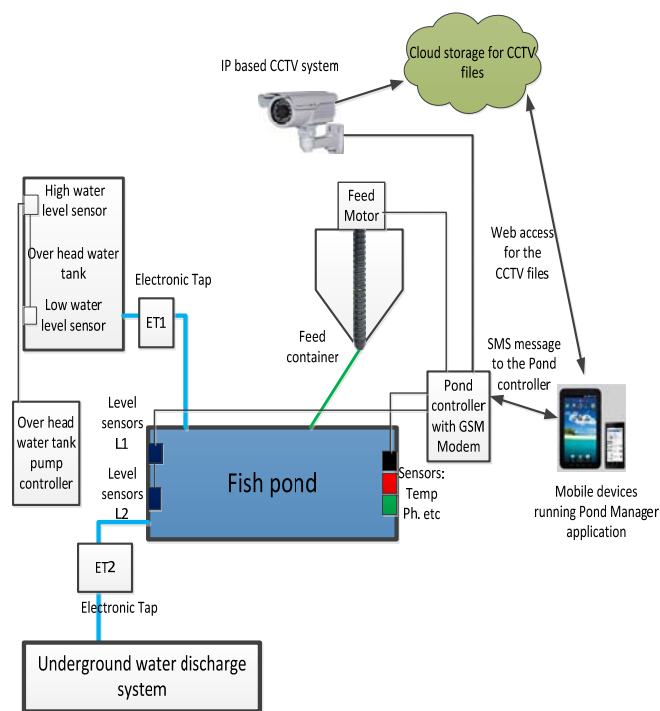 Cloud storage for CCTV
files
IP based CCTV system
High water
level sensor
Over head water
tank
Low water
level sensor
Feed
Motor
Web access
for the
CCTV files
Electronic Tap
ET1
Feed
container
SMS message
to the Pond
controller
Pond
controller
with GSM
Modem
Over head
water tank
pump
controller
Level
sensors
L1
Level
sensors
L2
Fish pond
Sensors:
Temp
Ph. etc
Mobile devices
running Pond Manager
application
ET2
Electronic Tap
Underground water discharge
system